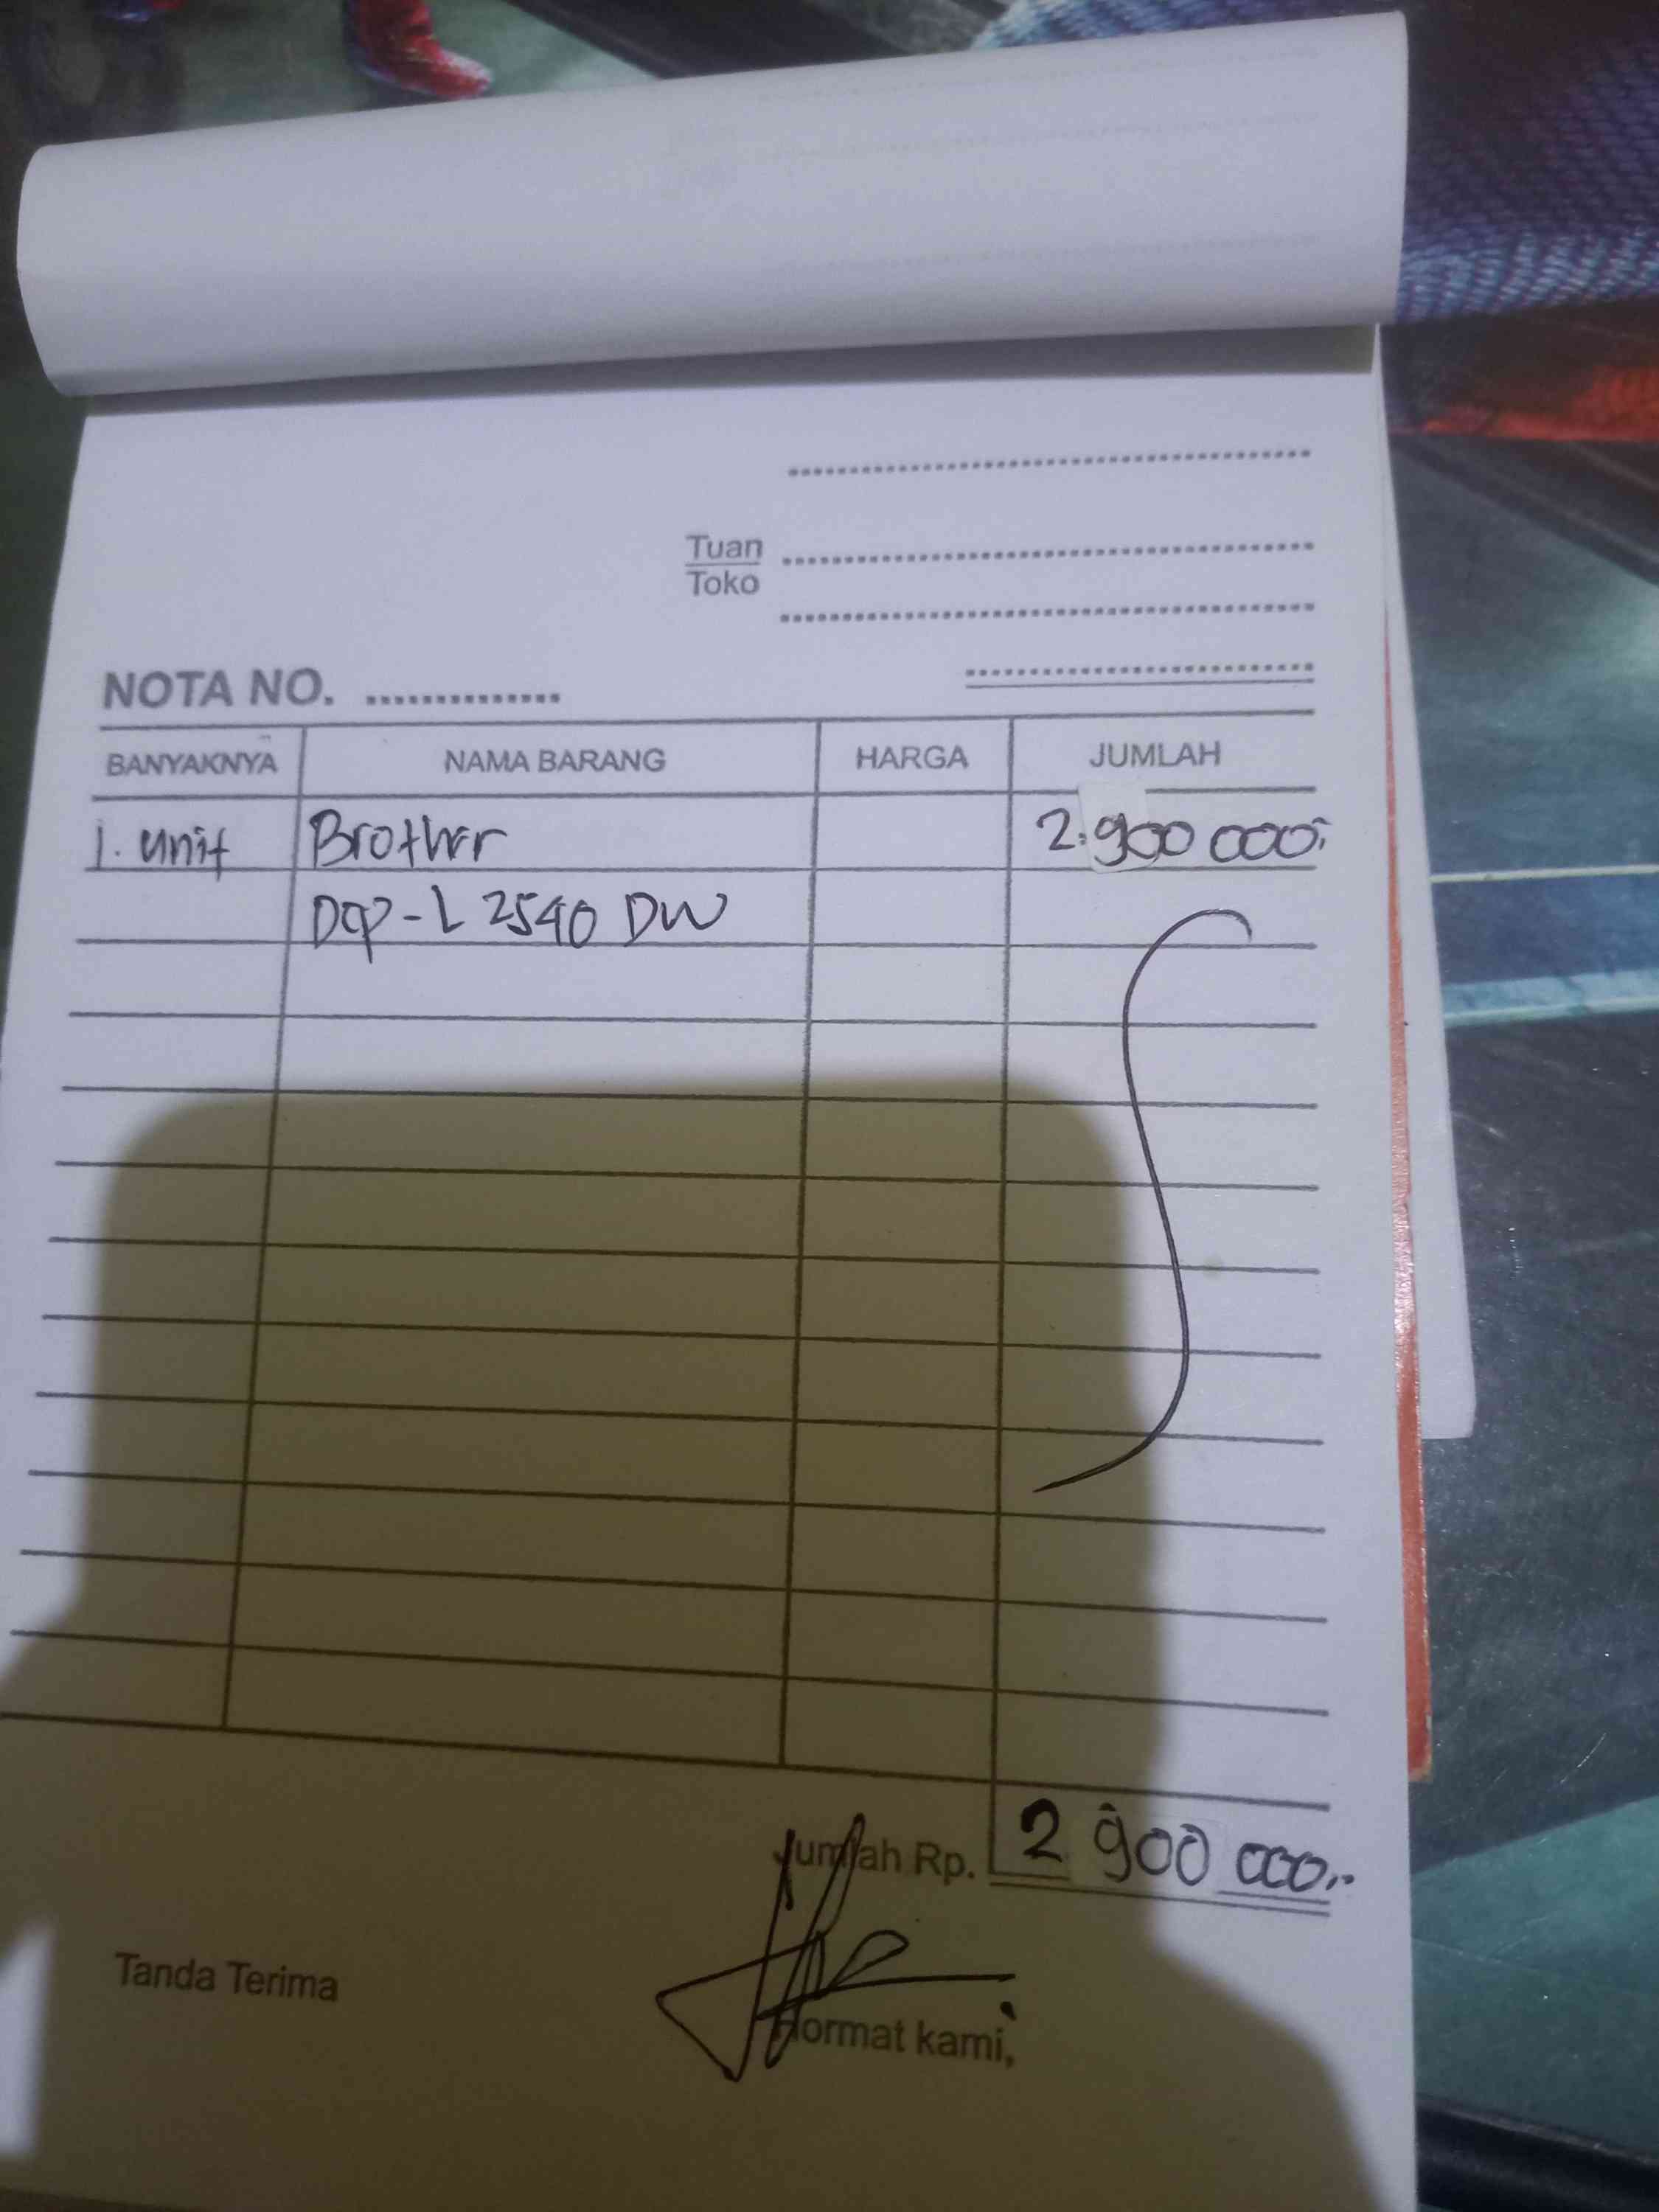 Tuan
Toko
NOTA NO.
BANYAKNYA NAMA BARANG HARGA JUMLAH
1. unit Brother 2.900 000,-
DCP-L 2540 DW
Jumlah Rp. 2 900 000,-
Tanda Terima
Hormat kami,